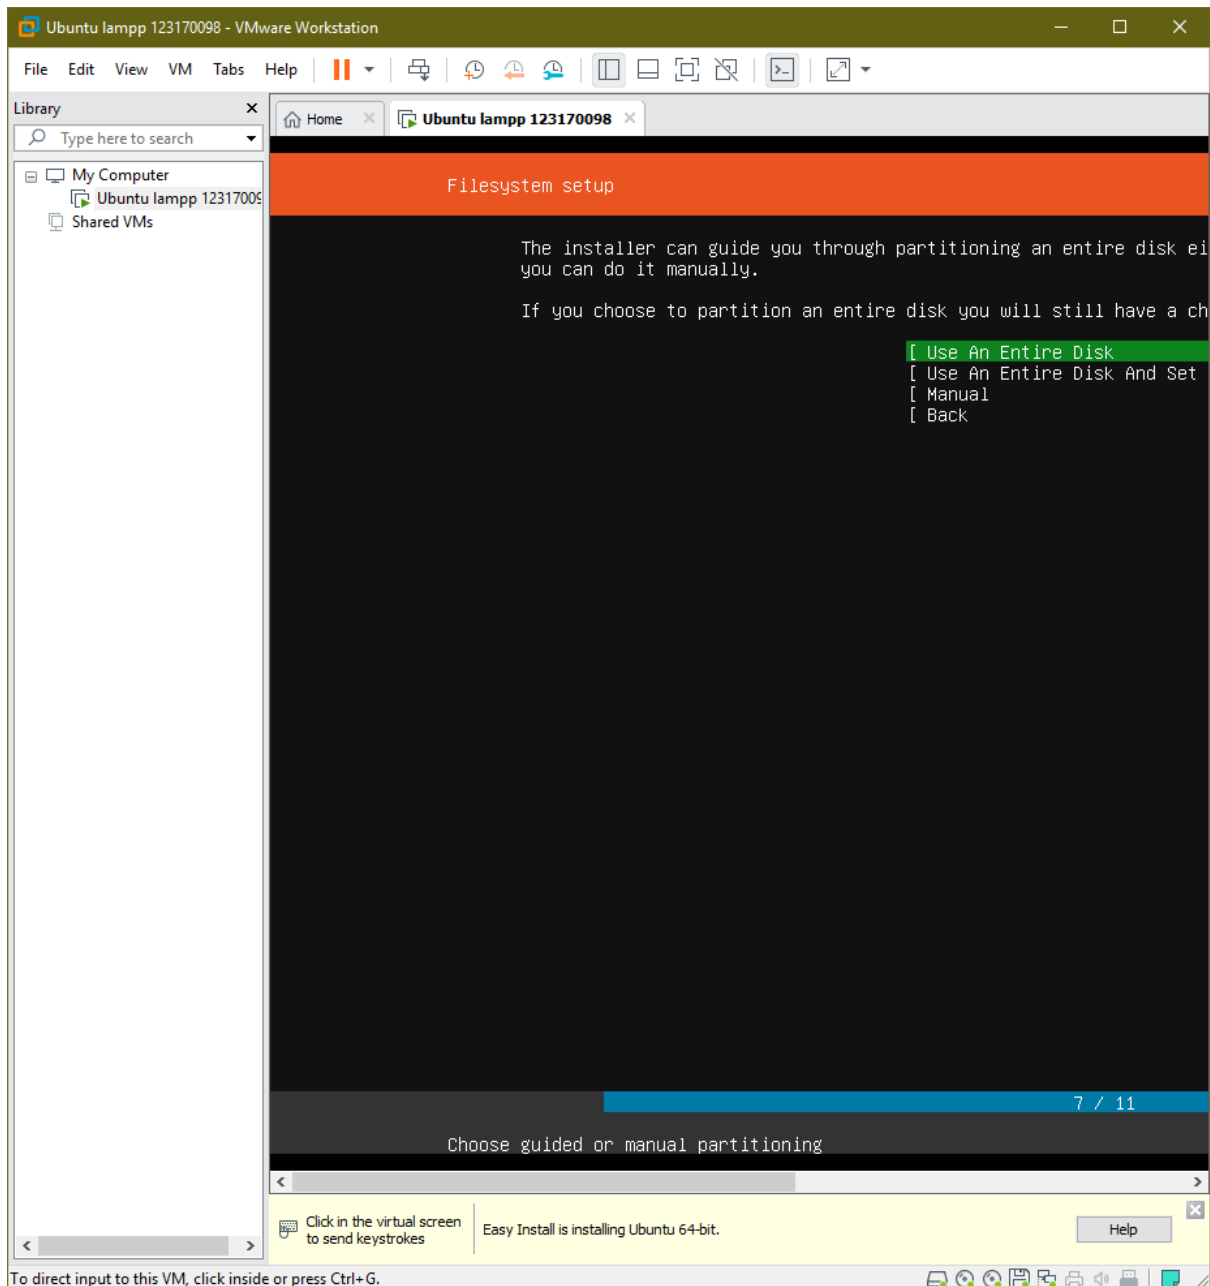 Ubuntu lampp 123170098 - VMware Workstation
File Edit View VM Tabs Help
Library
Home
Ubuntu lampp 123170098
Type here to search
My Computer
Ubuntu lampp 12317009
Shared VMs
Filesystem setup
The installer can guide you through partitioning an entire disk ei
you can do it manually.
If you choose to partition an entire disk you will still have a ch
[ Use An Entire Disk
[ Use An Entire Disk And Set
[ Manual
[ Back
7 / 11
Choose guided or manual partitioning
Click in the virtual screen
to send keystrokes
Easy Install is installing Ubuntu 64-bit.
Help
To direct input to this VM, click inside or press Ctrl+G.